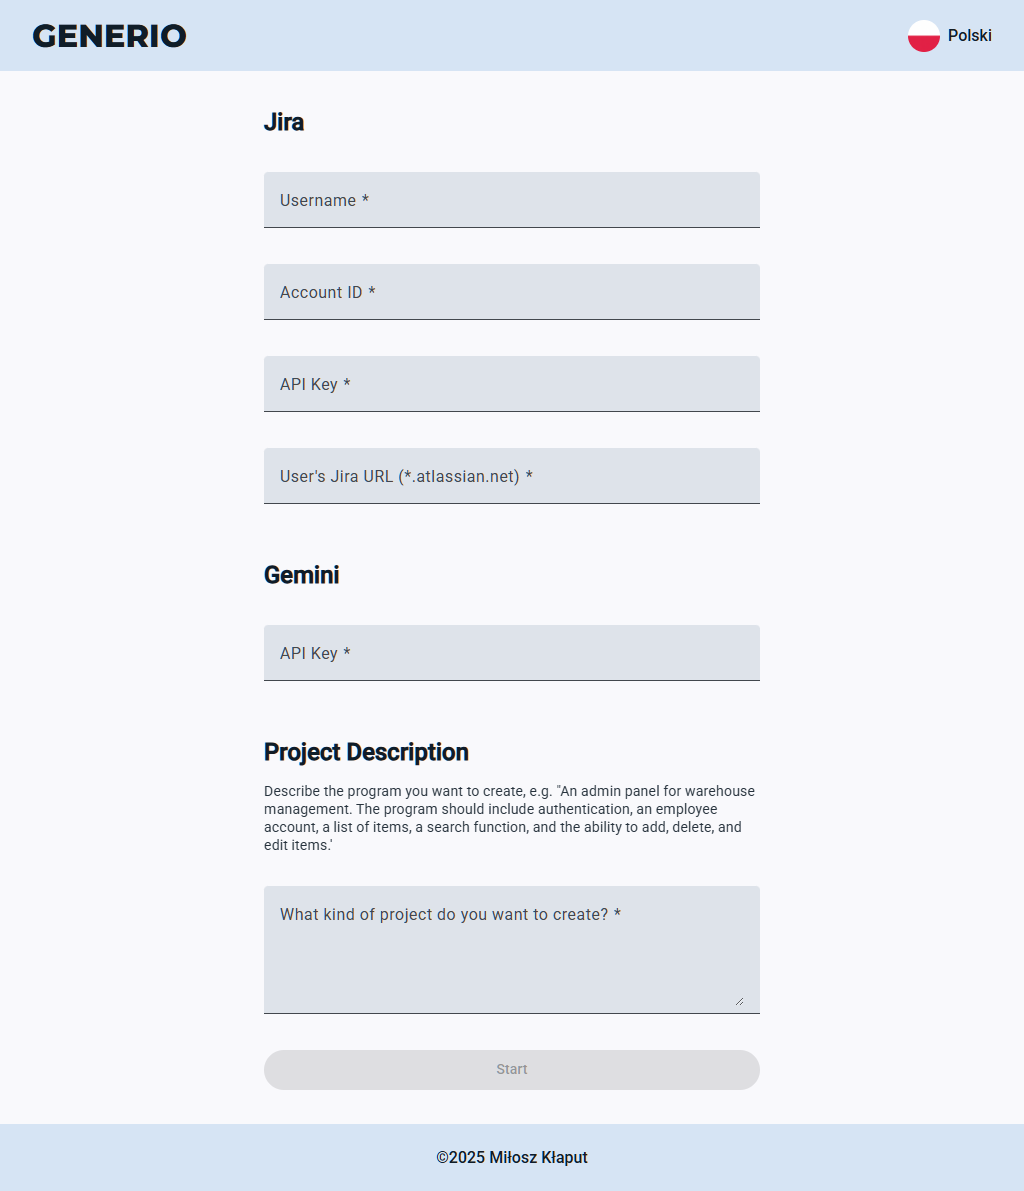 GENERIO
Polski
Jira
Username *
Account ID *
API Key *
User's Jira URL (*.atlassian.net) *
Gemini
API Key *
Project Description
Describe the program you want to create, e.g. "An admin panel for warehouse
management. The program should include authentication, an employee
account, a list of items, a search function, and the ability to add, delete, and
edit items.'
What kind of project do you want to create? *
Start
©2025 Miłosz Kłaput